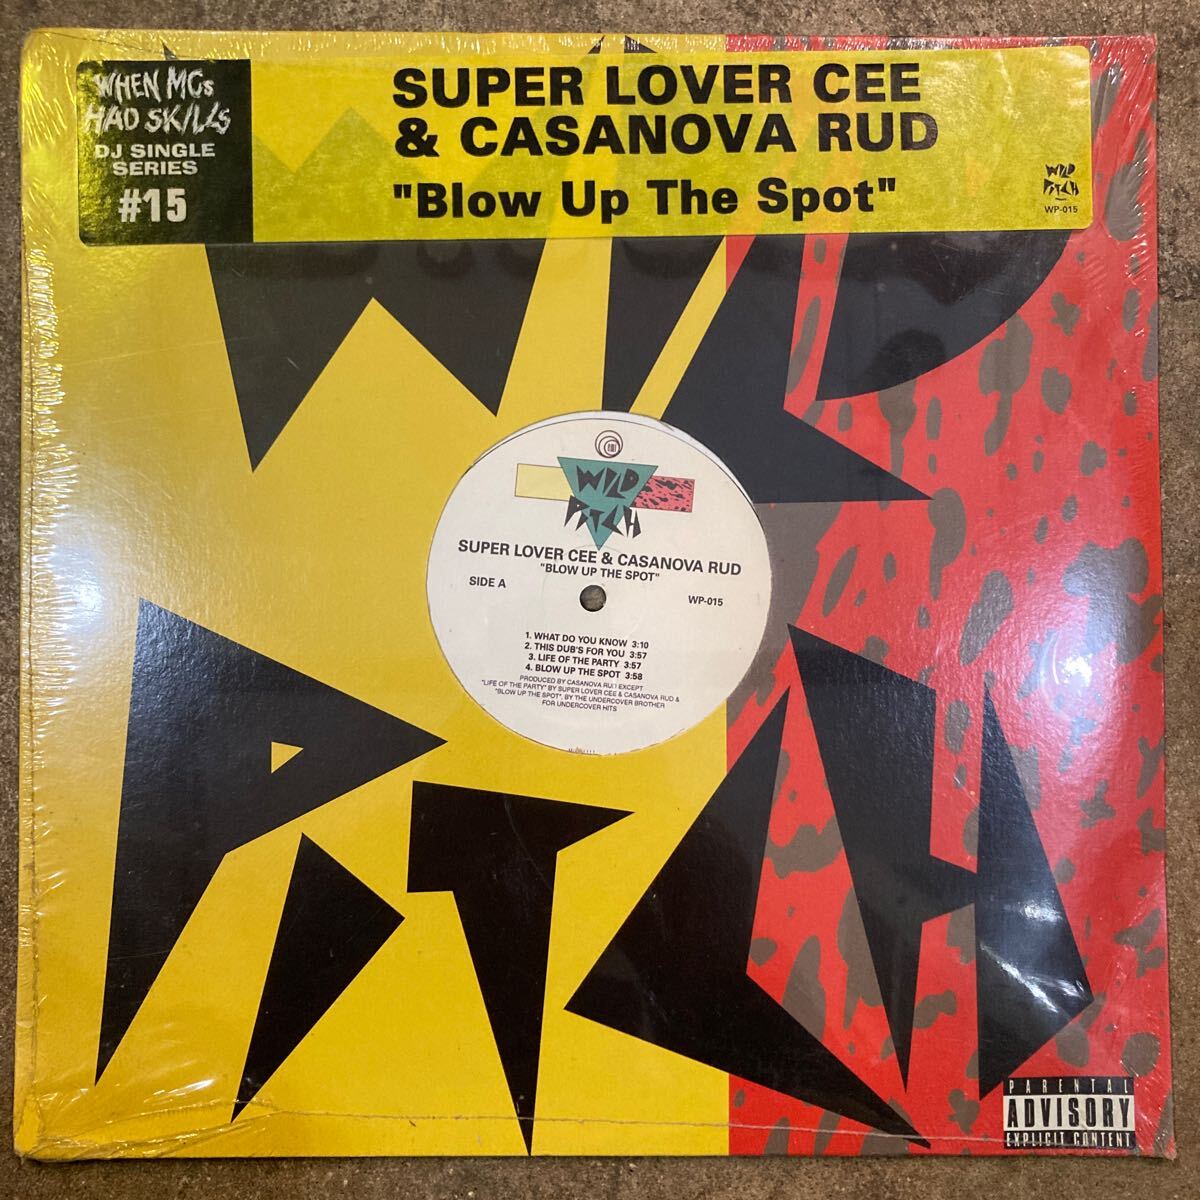 WHEN MCs
HAD SKILLS
DJ SINGLE
SERIES
#15
SUPER LOVER CEE
& CASANOVA RUD
"Blow Up The Spot"
WILD
PITCH
WP-015
WILD
PITCH
WILD
PITCH
SUPER LOVER CEE & CASANOVA RUD
"BLOW UP THE SPOT"
SIDE A
WP-015
1. WHAT DO YOU KNOW 3:10
2. THIS DUB'S FOR YOU 3:57
3. LIFE OF THE PARTY 3:57
4. BLOW UP THE SPOT 3:58
PRODUCED BY CASANOVA RUD EXCEPT
"LIFE OF THE PARTY" BY SUPER LOVER CEE & CASANOVA RUD &
"BLOW UP THE SPOT", BY THE UNDERCOVER BROTHER
FOR UNDERCOVER HITS
PARENTAL
ADVISORY
EXPLICIT CONTENT